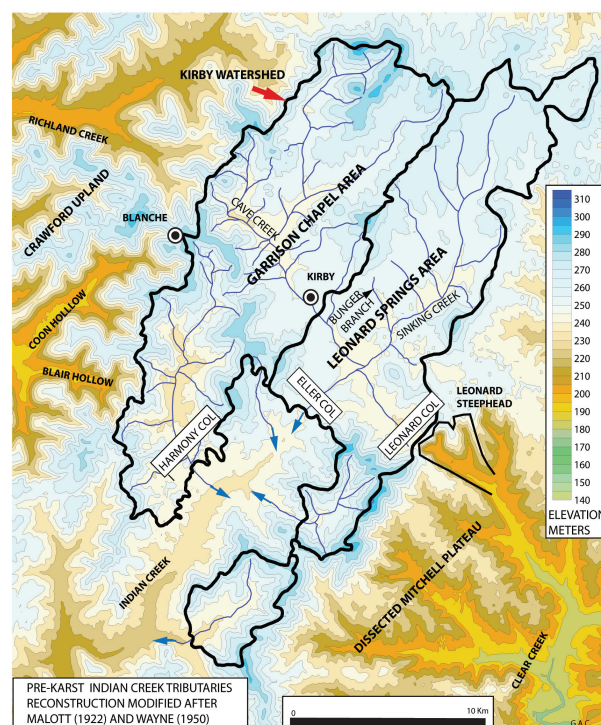 KIRBY WATERSHED
RICHLAND CREEK
CRAWFORD UPLAND
BLANCHE
CAVE CREEK
GARRISON CHAPEL AREA
KIRBY
BUNGER
BRANCH
LEONARD SPRINGS AREA
SINKING CREEK
COON HOLLLOW
BLAIR HOLLOW
HARMONY COL
ELLER COL
LEONARD COL
LEONARD
STEEPHEAD
310
300
290
280
270
260
250
240
230
220
210
200
190
180
170
160
150
140
ELEVATION
METERS
INDIAN CREEK
DISSECTED MITCHELL PLATEAU
CLEAR CREEK
PRE-KARST INDIAN CREEK TRIBUTARIES
RECONSTRUCTION MODIFIED AFTER
MALOTT (1922) AND WAYNE (1950)
0
10 Km
G.A.C.